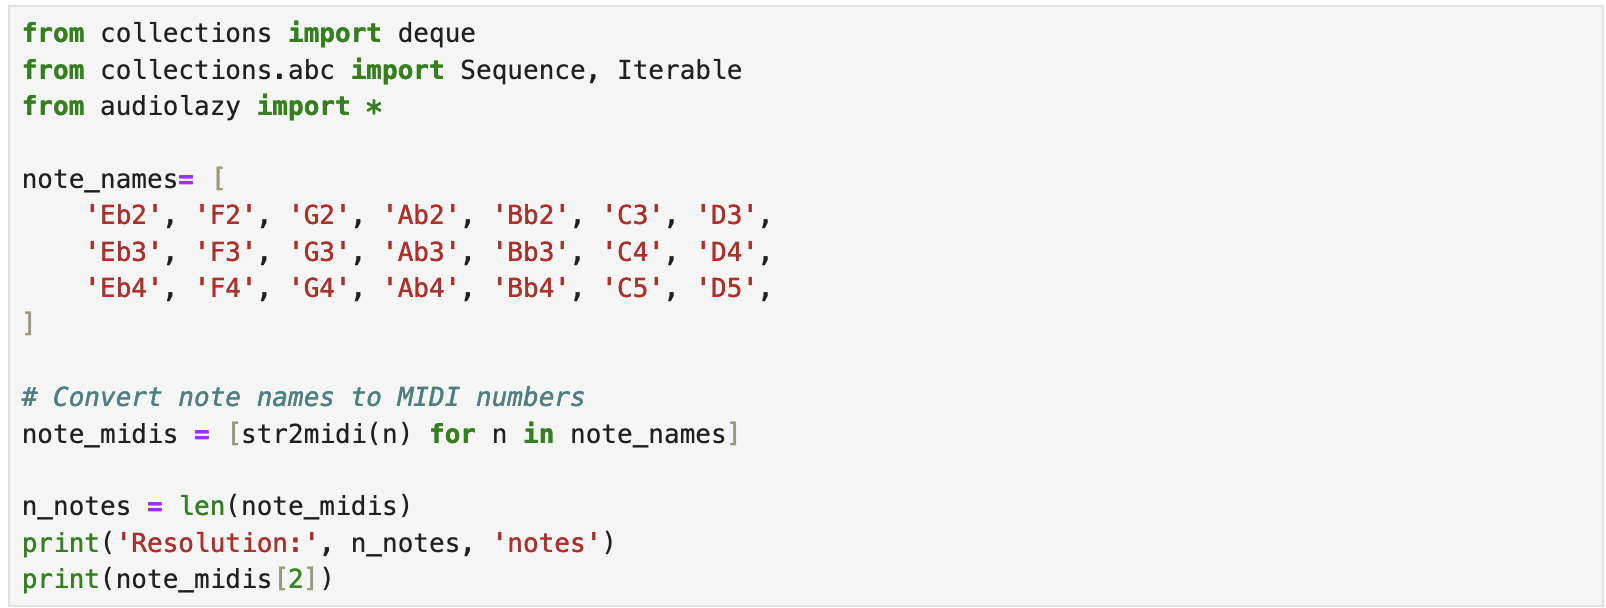 from collections import deque
from collections.abc import Sequence, Iterable
from audiolazy import *

note_names= [
    'Eb2', 'F2', 'G2', 'Ab2', 'Bb2', 'C3', 'D3',
    'Eb3', 'F3', 'G3', 'Ab3', 'Bb3', 'C4', 'D4',
    'Eb4', 'F4', 'G4', 'Ab4', 'Bb4', 'C5', 'D5',
]

# Convert note names to MIDI numbers
note_midis = [str2midi(n) for n in note_names]

n_notes = len(note_midis)
print('Resolution:', n_notes, 'notes')
print(note_midis[2])